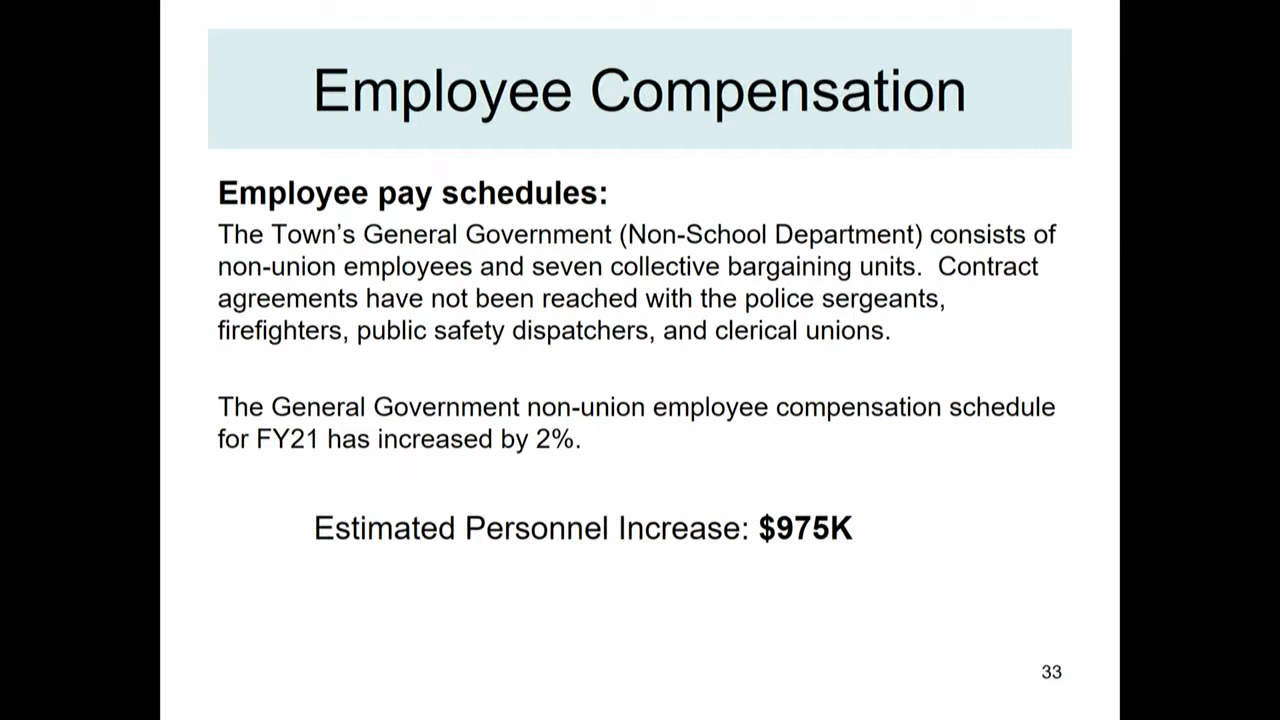 Employee Compensation
Employee pay schedules:
The Town’s General Government (Non-School Department) consists of
non-union employees and seven collective bargaining units.  Contract
agreements have not been reached with the police sergeants,
firefighters, public safety dispatchers, and clerical unions.
The General Government non-union employee compensation schedule
for FY21 has increased by 2%.
Estimated Personnel Increase: $975K
33